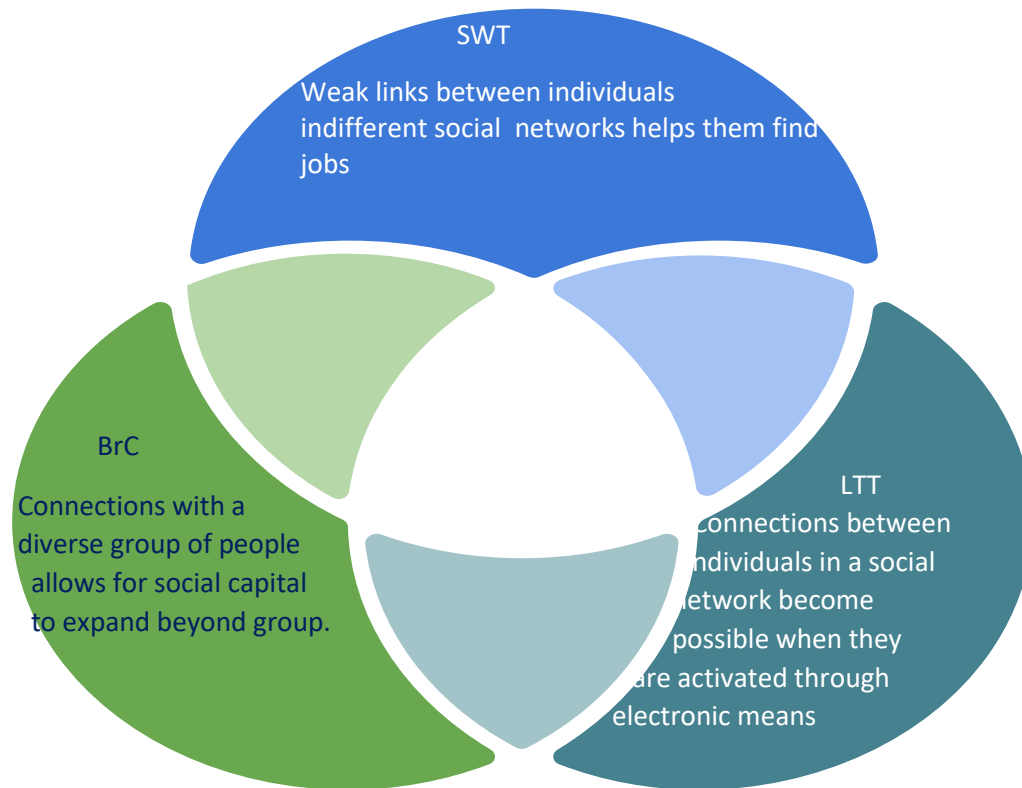 SWT
Weak links between individuals
indifferent social networks helps them find
jobs
BrC
Connections with a
diverse group of people
allows for social capital
to expand beyond group.
LTT
Connections between
individuals in a social
network become
possible when they
are activated through
electronic means